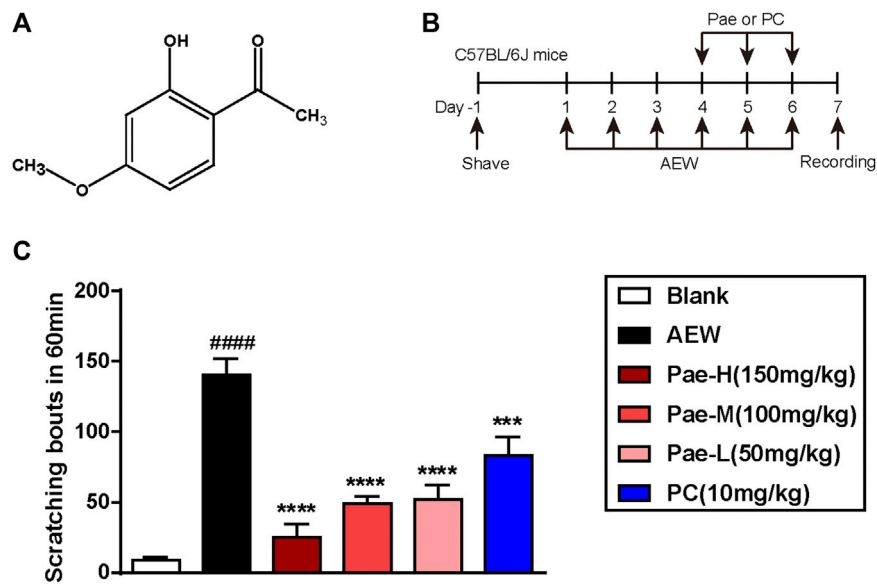 A
OH
O
CH₃
CH₃
O
B
Pae or PC
C57BL/6J mice
Day -1 1 2 3 4 5 6 7
Shave AEW Recording
C
Scratching bouts in 60min
200
150
100
50
0
####
****
****
****
***
Blank
AEW
Pae-H(150mg/kg)
Pae-M(100mg/kg)
Pae-L(50mg/kg)
PC(10mg/kg)